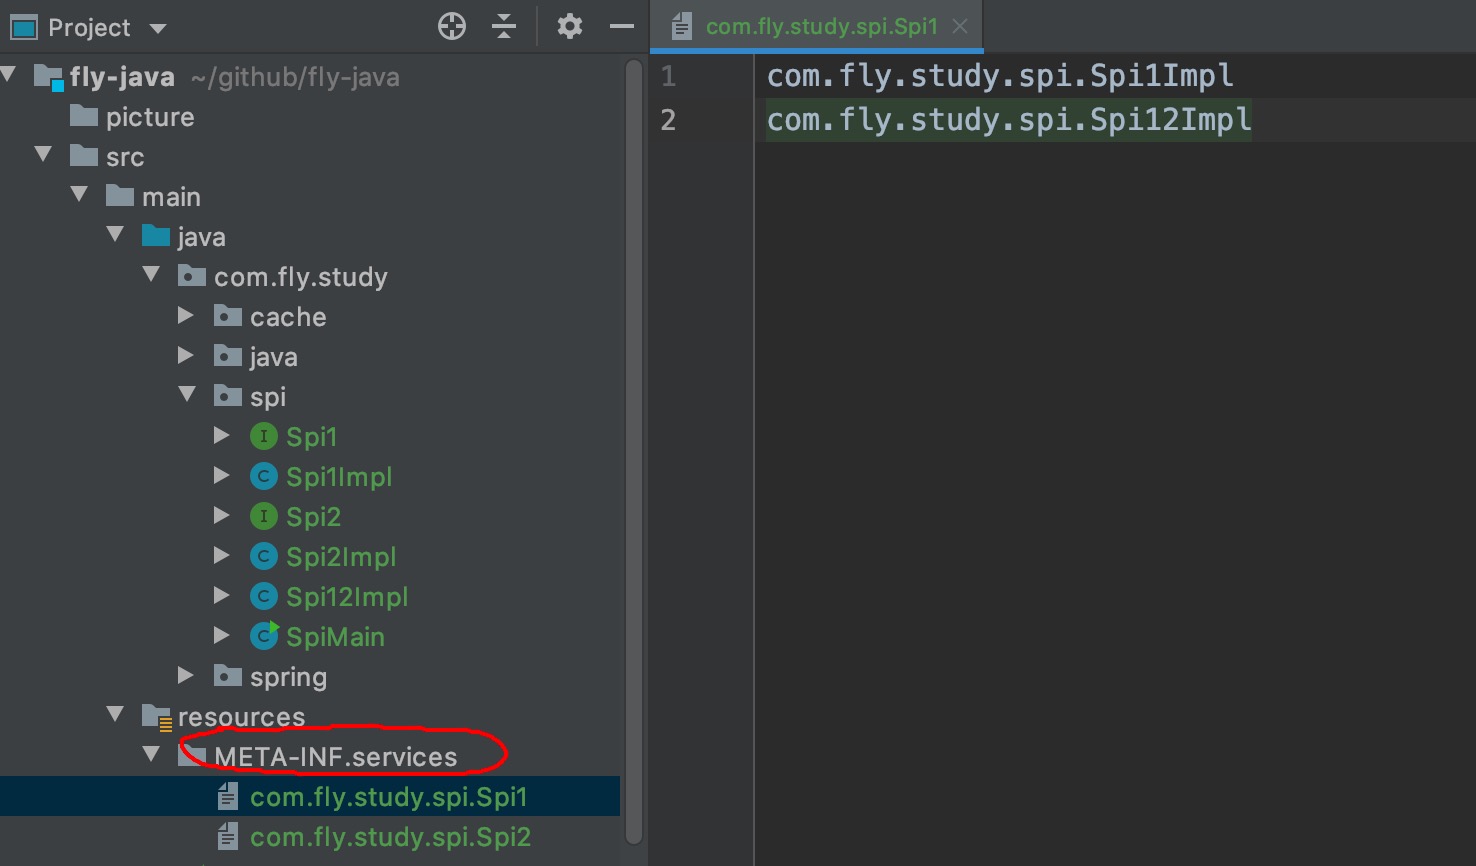 Project
com.fly.study.spi.Spi1
fly-java ~/github/fly-java
picture
src
main
java
com.fly.study
cache
java
spi
I Spi1
C Spi1Impl
I Spi2
C Spi2Impl
C Spi12Impl
C SpiMain
spring
resources
META-INF.services
com.fly.study.spi.Spi1
com.fly.study.spi.Spi2
1 com.fly.study.spi.Spi1Impl
2 com.fly.study.spi.Spi12Impl